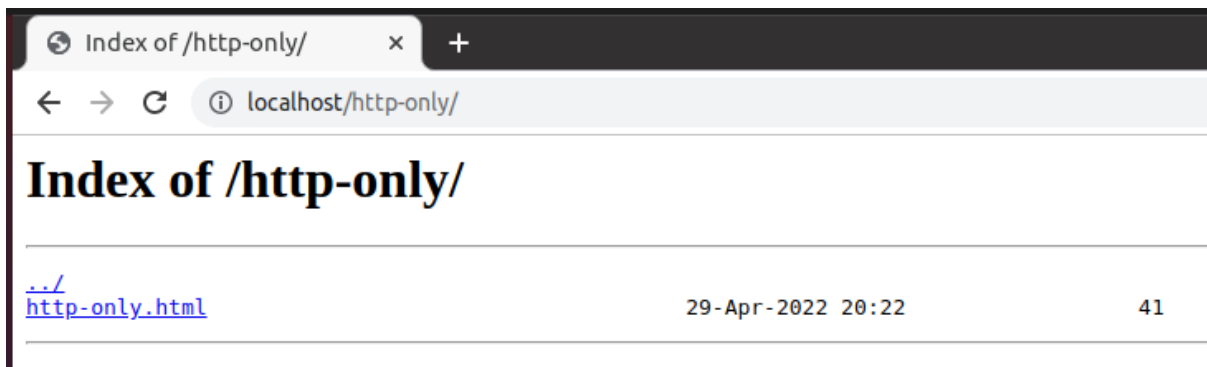 Index of /http-only/
localhost/http-only/
Index of /http-only/
../
http-only.html 29-Apr-2022 20:22 41